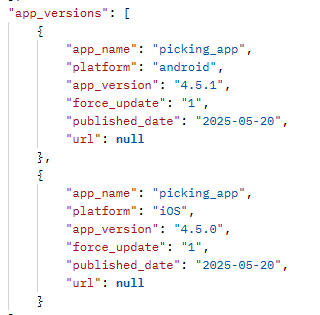 "app_versions": [
{
"app_name": "picking_app",
"platform": "android",
"app_version": "4.5.1",
"force_update": "1",
"published_date": "2025-05-20",
"url": null
},
{
"app_name": "picking_app",
"platform": "iOS",
"app_version": "4.5.0",
"force_update": "1",
"published_date": "2025-05-20",
"url": null
}